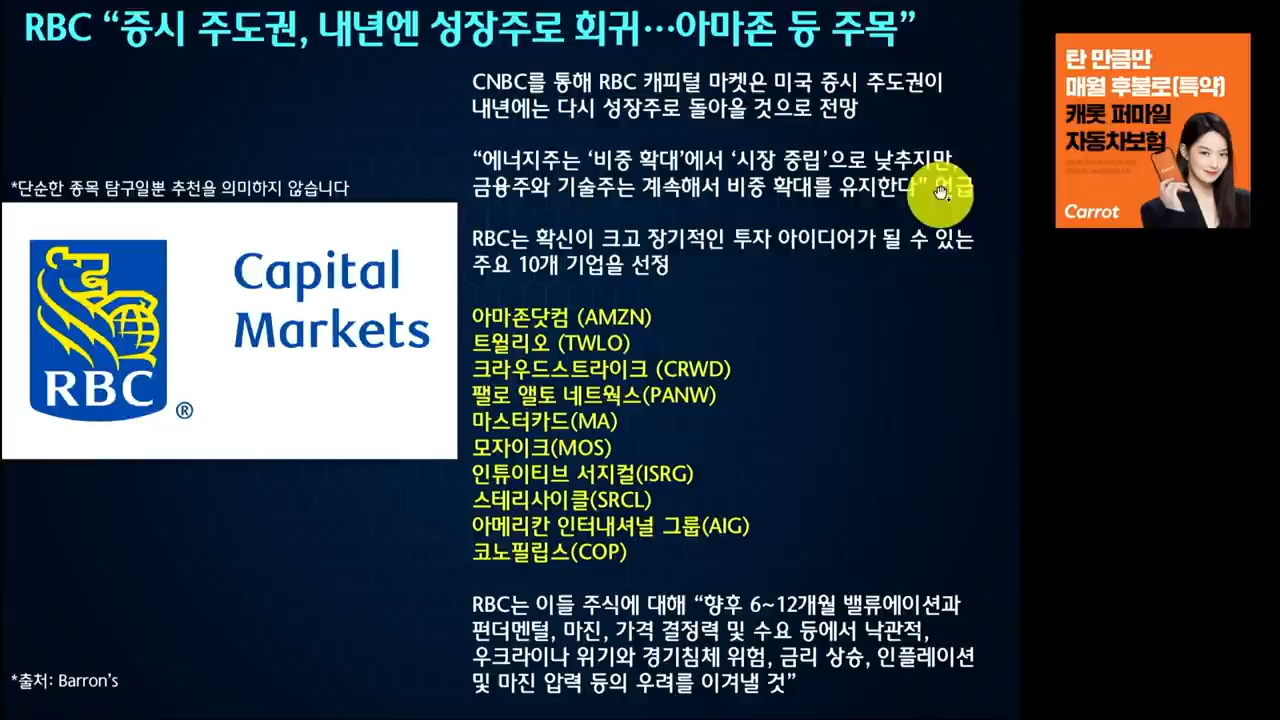 RBC “증시 주도권, 내년엔 성장주로 회귀…아마존 등 주목”
CNBC를 통해 RBC 캐피털 마켓은 미국 증시 주도권이
내년에는 다시 성장주로 돌아올 것으로 전망
“에너지주는 ‘비중 확대’에서 ‘시장 중립’으로 낮추지만,
금융주와 기술주는 계속해서 비중 확대를 유지한다” 언급
RBC는 확신이 크고 장기적인 투자 아이디어가 될 수 있는
주요 10개 기업을 선정
아마존닷컴 (AMZN)
트윌리오 (TWLO)
크라우드스트라이크 (CRWD)
팰로 앨토 네트웍스(PANW)
마스터카드(MA)
모자이크(MOS)
인튜이티브 서지컬(ISRG)
스테리사이클(SRCL)
아메리칸 인터내셔널 그룹(AIG)
코노필립스(COP)
RBC는 이들 주식에 대해 “향후 6~12개월 밸류에이션과
펀더멘털, 마진, 가격 결정력 및 수요 등에서 낙관적,
우크라이나 위기와 경기침체 위험, 금리 상승, 인플레이션
및 마진 압력 등의 우려를 이겨낼 것”
*단순한 종목 탐구일뿐 추천을 의미하지 않습니다
Capital
Markets
RBC
®
*출처: Barron's
탄 만큼만
매월 후불로(특약)
캐롯 퍼마일
자동차보험
Carrot